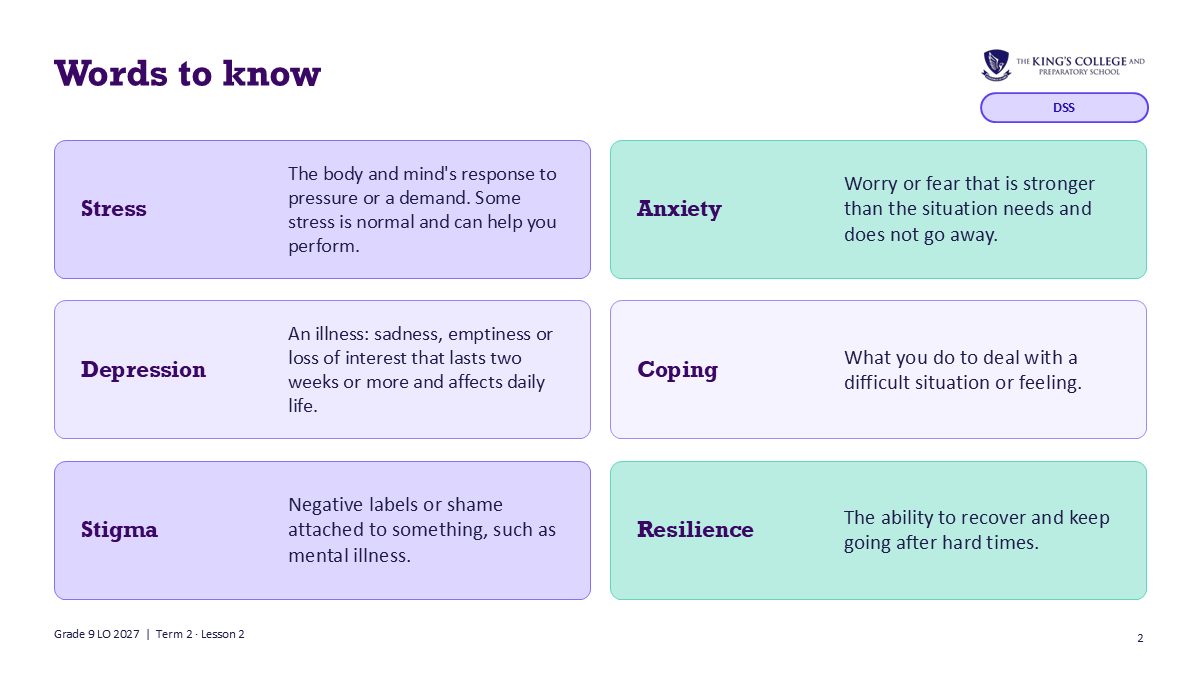 Words to know
THE KING'S COLLEGE AND
PREPARATORY SCHOOL
DSS
Stress
The body and mind's response to
pressure or a demand. Some
stress is normal and can help you
perform.
Anxiety
Worry or fear that is stronger
than the situation needs and
does not go away.
Depression
An illness: sadness, emptiness or
loss of interest that lasts two
weeks or more and affects daily
life.
Coping
What you do to deal with a
difficult situation or feeling.
Stigma
Negative labels or shame
attached to something, such as
mental illness.
Resilience
The ability to recover and keep
going after hard times.
Grade 9 LO 2027 | Term 2 · Lesson 2
2